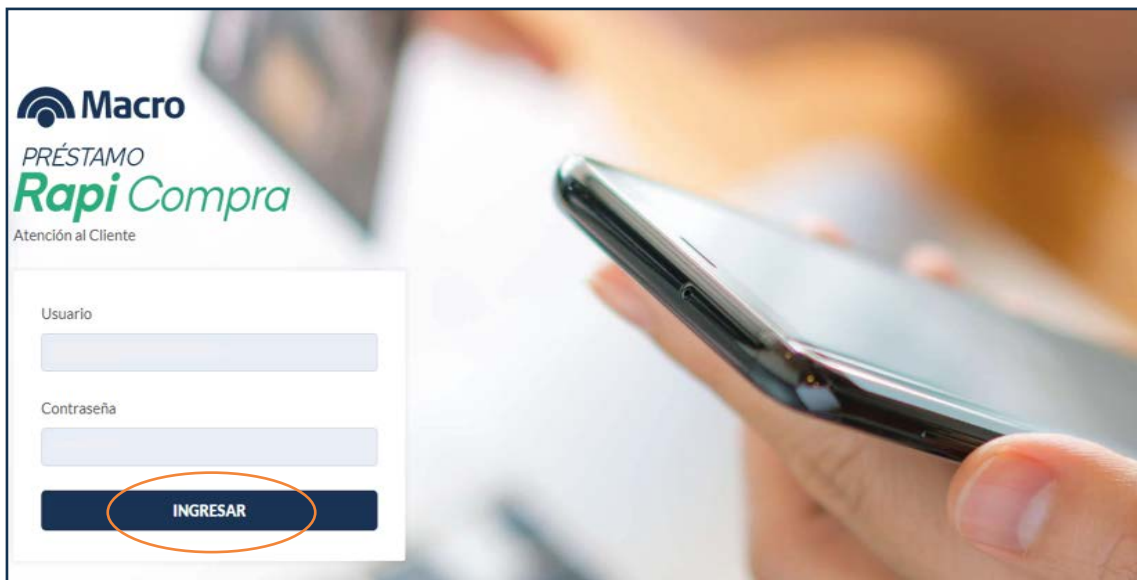 Macro
PRÉSTAMO
Rapi Compra
Atención al Cliente
Usuario
Contraseña
INGRESAR